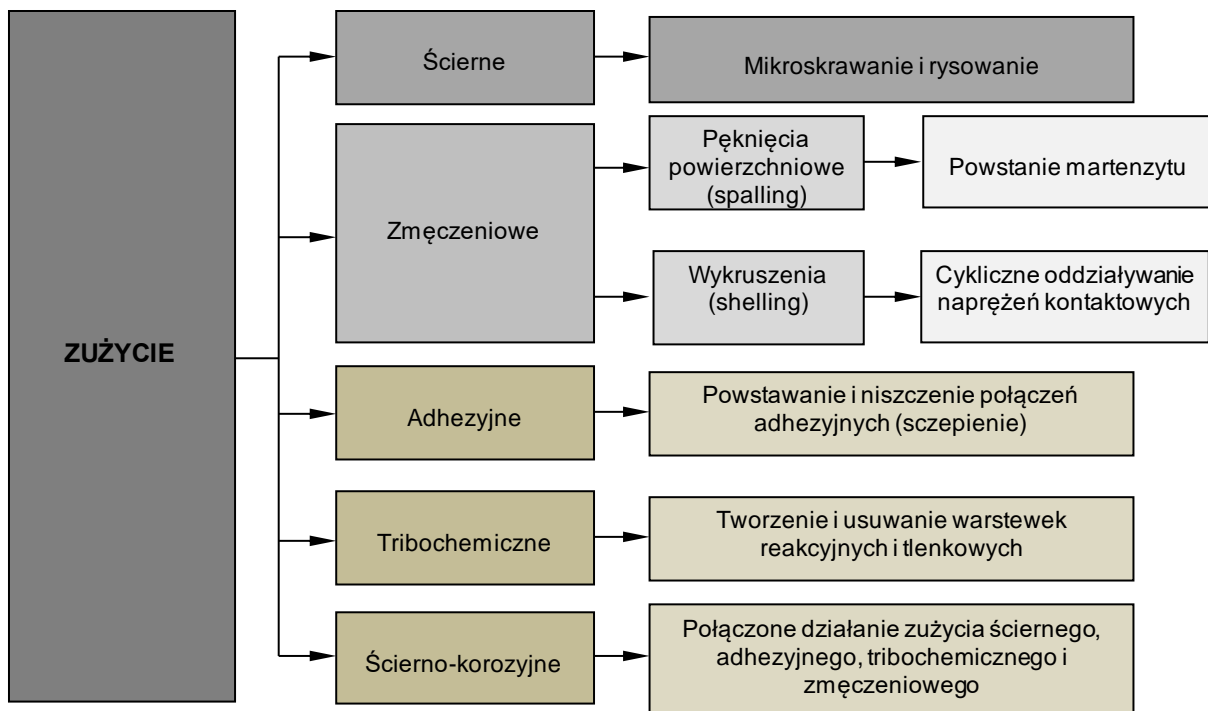 ZUŻYCIE
Ścierne
Mikroskrawanie i rysowanie
Zmęczeniowe
Pęknięcia
powierzchniowe
(spalling)
Powstanie martenzytu
Wykruszenia
(shelling)
Cykliczne oddziaływanie
naprężeń kontaktowych
Adhezyjne
Powstawanie i niszczenie połączeń
adhezyjnych (sczepienie)
Tribochemiczne
Tworzenie i usuwanie warstewek
reakcyjnych i tlenkowych
Ścierno-korozyjne
Połączone działanie zużycia ściernego,
adhezyjnego, tribochemicznego i
zmęczeniowego